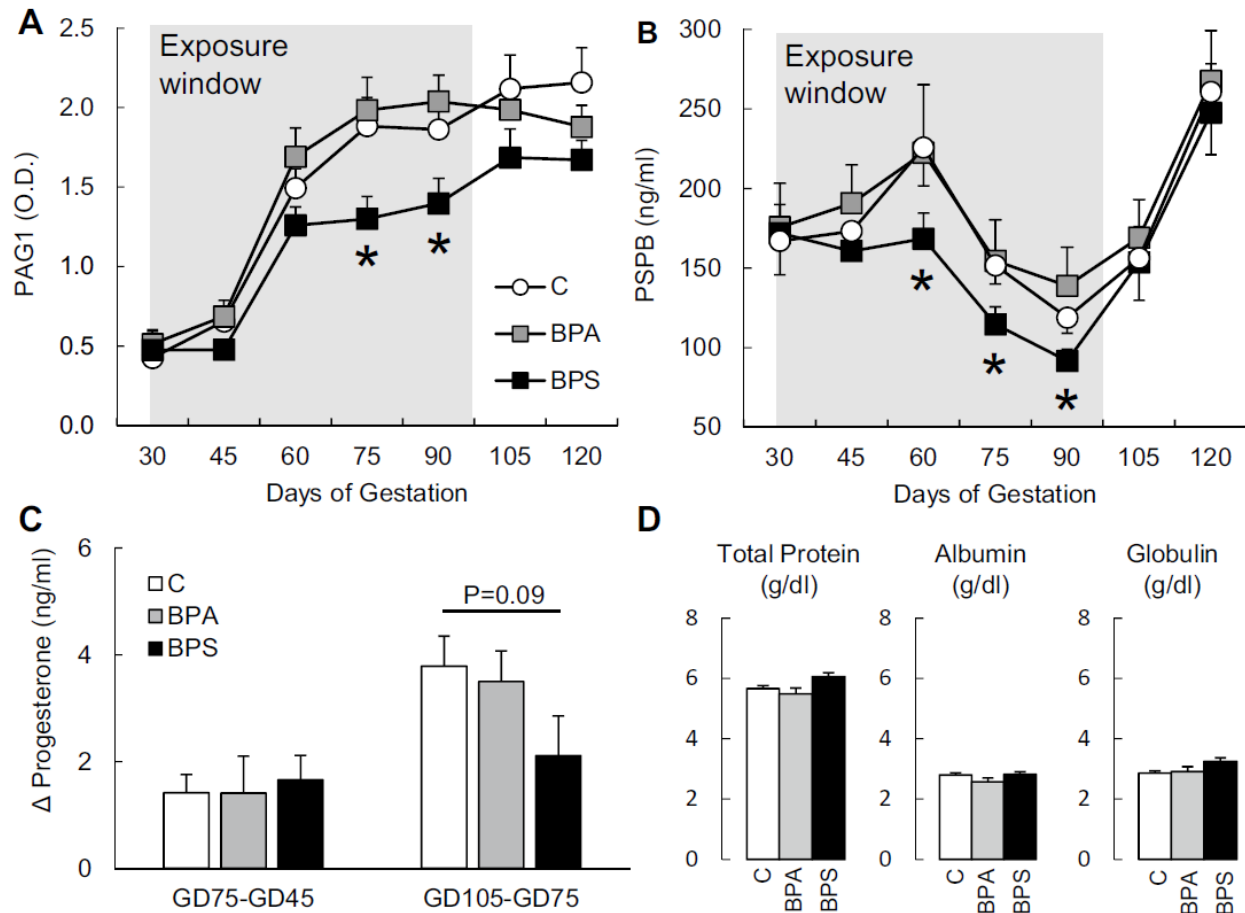 A
Exposure
window
PAG1 (O.D.)
2.5
2.0
1.5
1.0
0.5
0.0
*
*
C
BPA
BPS
30 45 60 75 90 105 120
Days of Gestation
B
Exposure
window
PSPB (ng/ml)
300
250
200
150
100
50
*
*
*
30 45 60 75 90 105 120
Days of Gestation
C
Δ Progesterone (ng/ml)
6
4
2
0
C
BPA
BPS
P=0.09
GD75-GD45 GD105-GD75
D
Total Protein
(g/dl)
8
6
4
2
0
C BPA BPS
Albumin
(g/dl)
8
6
4
2
0
C BPA BPS
Globulin
(g/dl)
8
6
4
2
0
C BPA BPS